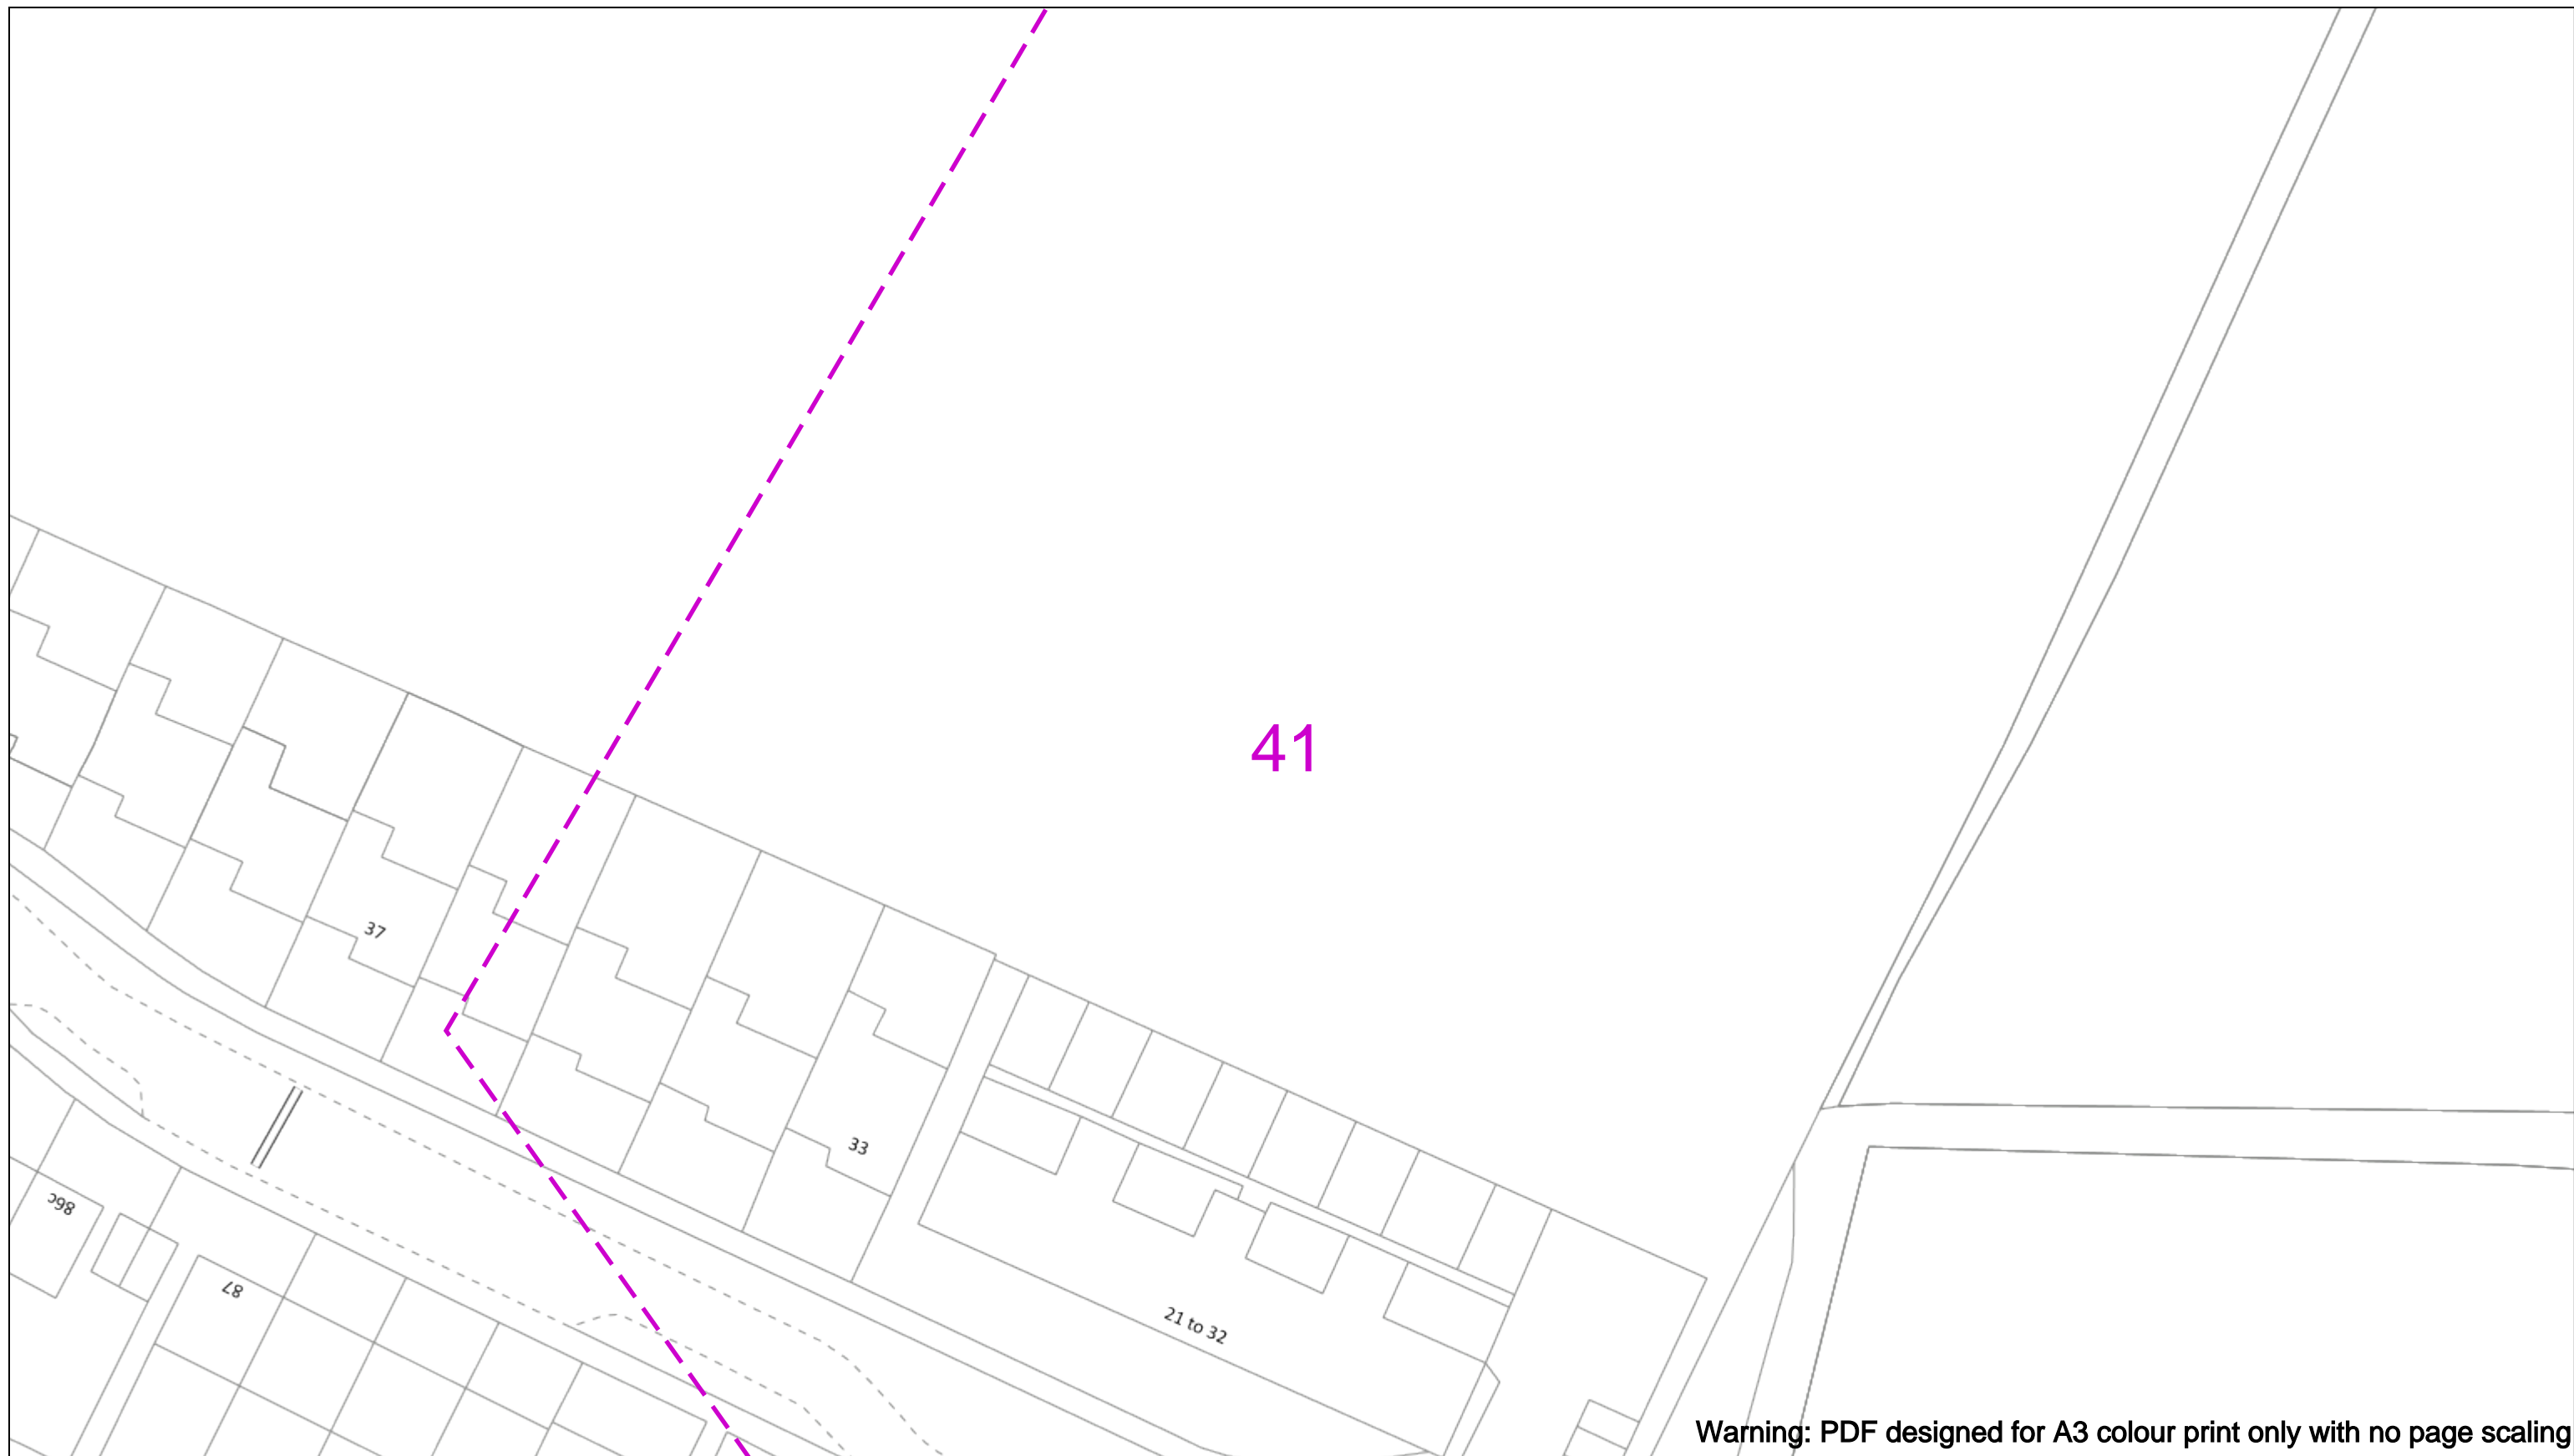 41
37
33
86c
87
21 to 32
Warning: PDF designed for A3 colour print only with no page scaling